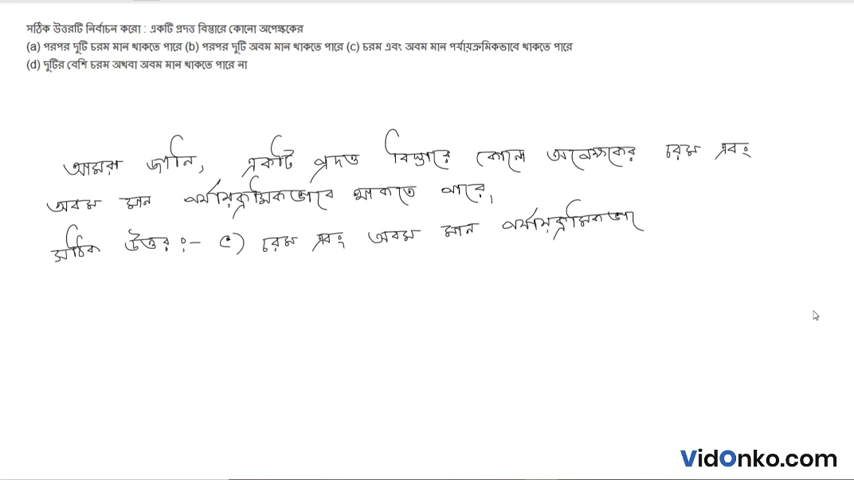 সঠিক উত্তরটি নির্বাচন করো : একটি প্রদত্ত বিস্তারে কোনো অপেক্ষকের
(a) পরপর দুটি চরম মান থাকতে পারে (b) পরপর দুটি অবম মান থাকতে পারে (c) চরম এবং অবম মান পর্যায়ক্রমিকভাবে থাকতে পারে
(d) দুটির বেশি চরম অথবা অবম মান থাকতে পারে না
আমরা জানি, একটি প্রদত্ত বিস্তারে কোনো অপেক্ষকের চরম এবং
অবম মান পর্যায়ক্রমিকভাবে থাকতে পারে,
সঠিক উত্তর :- c) চরম এবং অবম মান পর্যায়ক্রমিকভা
VidOnko.com